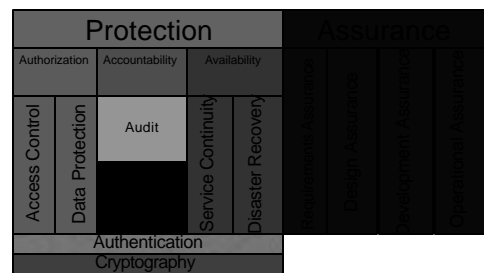 Protection
Assurance
Authorization
Accountability
Availability
Access Control
Data Protection
Audit
Service Continuity
Disaster Recovery
Requirements Assurance
Design Assurance
Development Assurance
Operational Assurance
Authentication
Cryptography